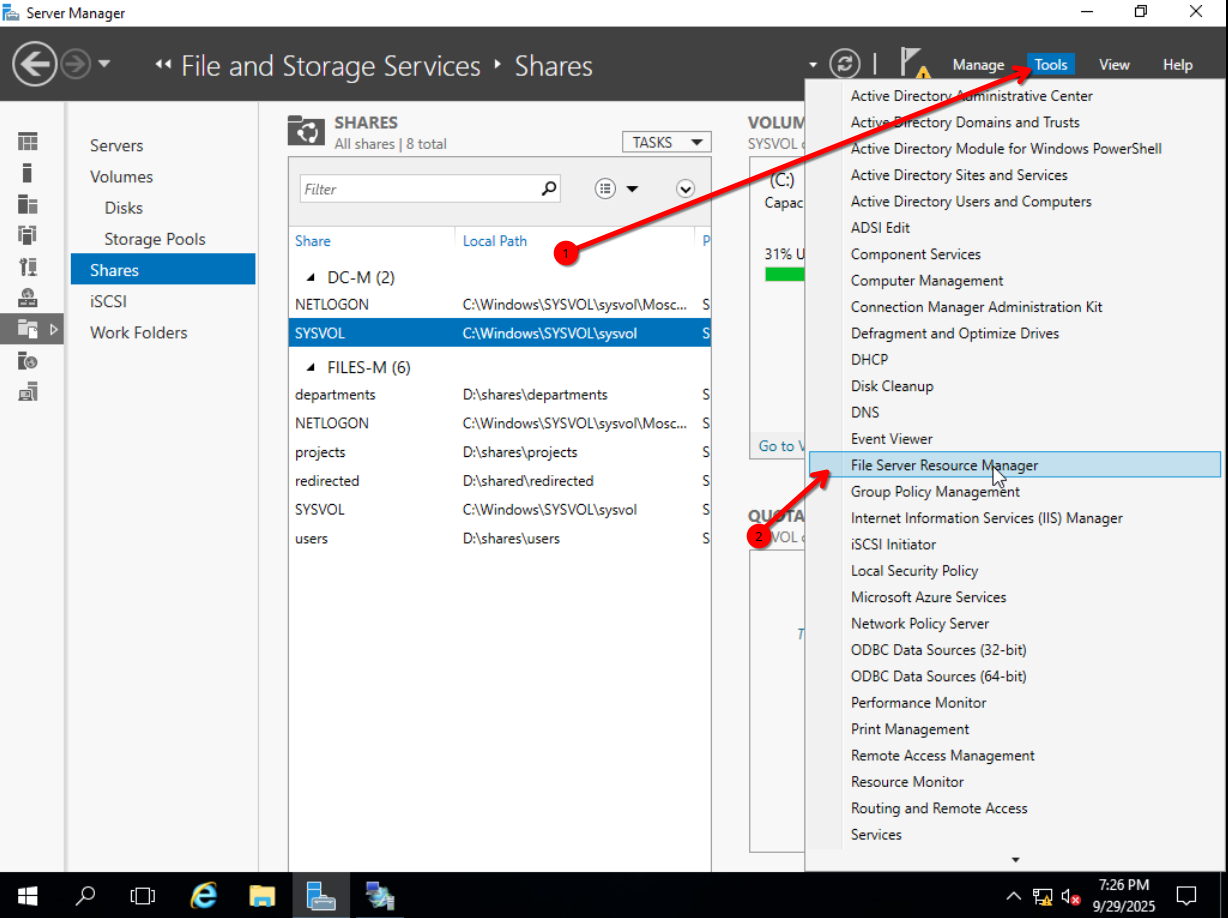 Server Manager
File and Storage Services Shares
Manage Tools View Help
Servers
Volumes
Disks
Storage Pools
Shares
iSCSI
Work Folders
SHARES
All shares | 8 total
TASKS
Filter
Share Local Path P
DC-M (2)
NETLOGON C:\Windows\SYSVOL\sysvol\Mosc... S
SYSVOL C:\Windows\SYSVOL\sysvol S
FILES-M (6)
departments D:\shares\departments S
NETLOGON C:\Windows\SYSVOL\sysvol\Mosc... S
projects D:\shares\projects S
redirected D:\shared\redirected S
SYSVOL C:\Windows\SYSVOL\sysvol S
users D:\shares\users S
1
VOLUM
SYSVOL
(C:)
Capac
31% U
Go to V
QUOTA
2
VOL
T
Active Directory Administrative Center
Active Directory Domains and Trusts
Active Directory Module for Windows PowerShell
Active Directory Sites and Services
Active Directory Users and Computers
ADSI Edit
Component Services
Computer Management
Connection Manager Administration Kit
Defragment and Optimize Drives
DHCP
Disk Cleanup
DNS
Event Viewer
File Server Resource Manager
Group Policy Management
Internet Information Services (IIS) Manager
iSCSI Initiator
Local Security Policy
Microsoft Azure Services
Network Policy Server
ODBC Data Sources (32-bit)
ODBC Data Sources (64-bit)
Performance Monitor
Print Management
Remote Access Management
Resource Monitor
Routing and Remote Access
Services
7:26 PM
9/29/2025